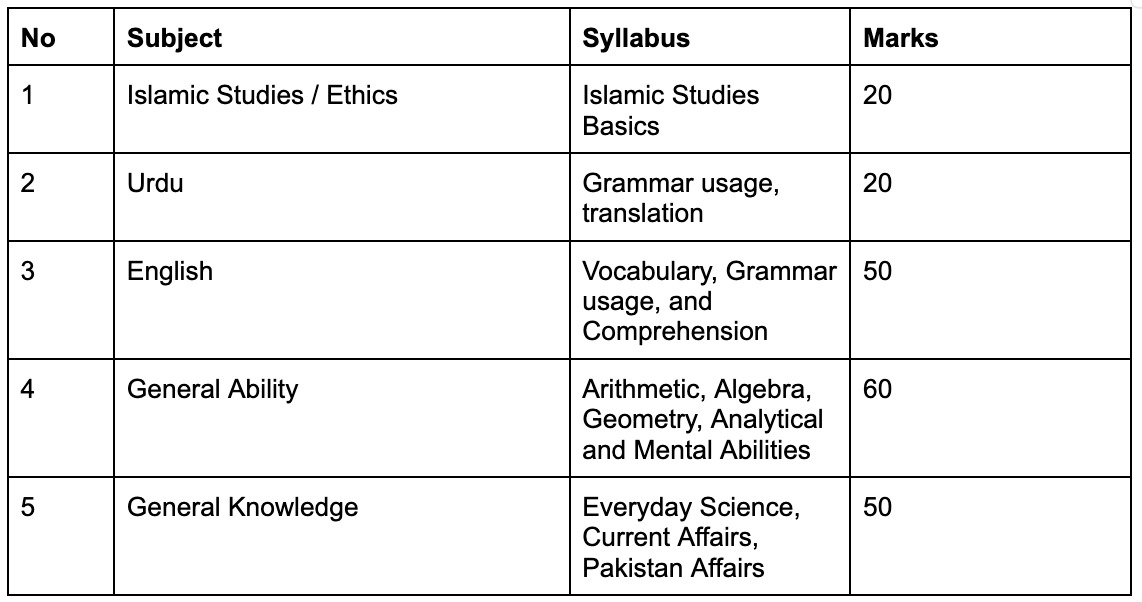 No Subject Syllabus Marks
1 Islamic Studies / Ethics Islamic Studies 20
Basics
2 Urdu Grammar usage, 20
translation
3 English Vocabulary, Grammar 50
usage, and
Comprehension
4 General Ability Arithmetic, Algebra, 60
Geometry, Analytical
and Mental Abilities
5 General Knowledge Everyday Science, 50
Current Affairs,
Pakistan Affairs